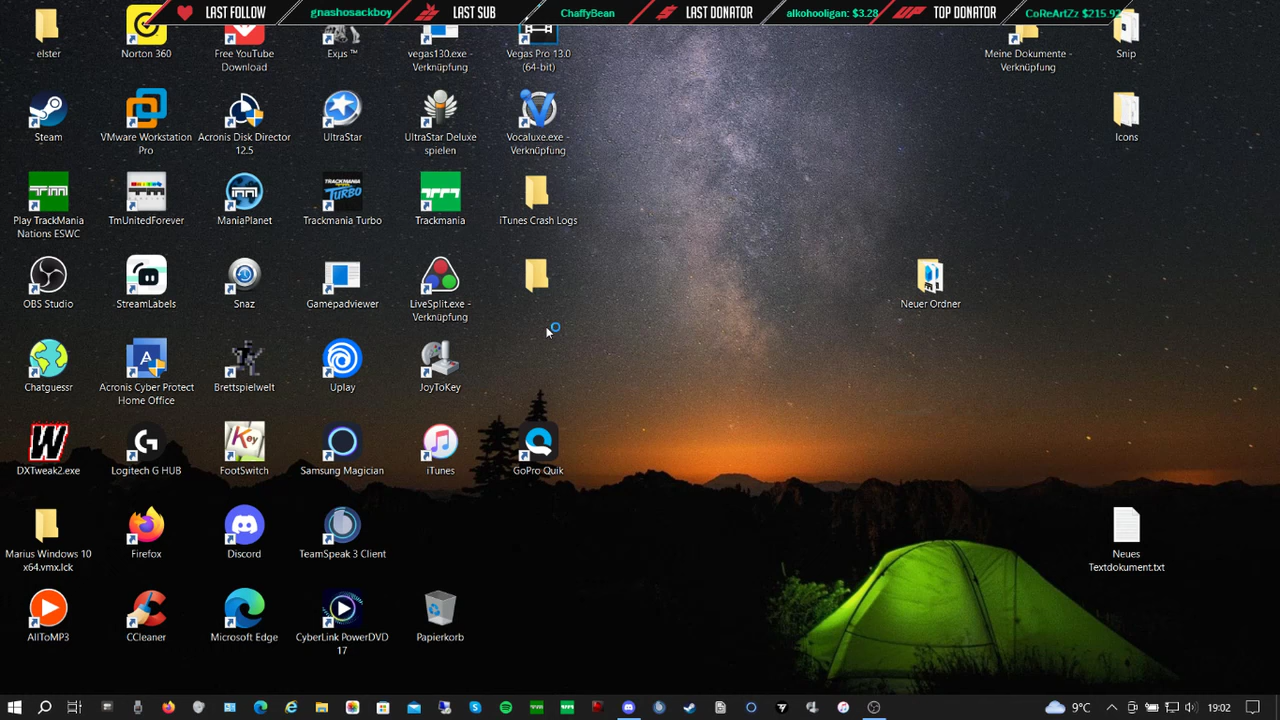 LAST FOLLOW
gnashosackboy
LAST SUB
ChaffyBean
LAST DONATOR
alkohooligan: $3.28
TOP DONATOR
CoReArtZz $215.92
elster
Norton 360
Free YouTube
Download
Exus ™
vegas130.exe -
Verknüpfung
Vegas Pro 13.0
(64-bit)
Meine Dokumente -
Verknüpfung
Snip
Steam
VMware Workstation
Pro
Acronis Disk Director
12.5
UltraStar
UltraStar Deluxe
spielen
Vocaluxe.exe -
Verknüpfung
Icons
Play TrackMania
Nations ESWC
TmUnitedForever
ManiaPlanet
TRACKMANIA
TURBO
Trackmania Turbo
Trackmania
iTunes Crash Logs
OBS Studio
StreamLabels
Snaz
Gamepadviewer
LiveSplit.exe -
Verknüpfung
Neuer Ordner
Chatguessr
Acronis Cyber Protect
Home Office
Brettspielwelt
Uplay
JoyToKey
DXTweak2.exe
Logitech G HUB
Key
FootSwitch
Samsung Magician
iTunes
GoPro Quik
Marius Windows 10
x64.vmx.lck
Firefox
Discord
TeamSpeak 3 Client
Neues
Textdokument.txt
AllToMP3
CCleaner
Microsoft Edge
CyberLink PowerDVD
17
Papierkorb
9°C
19:02